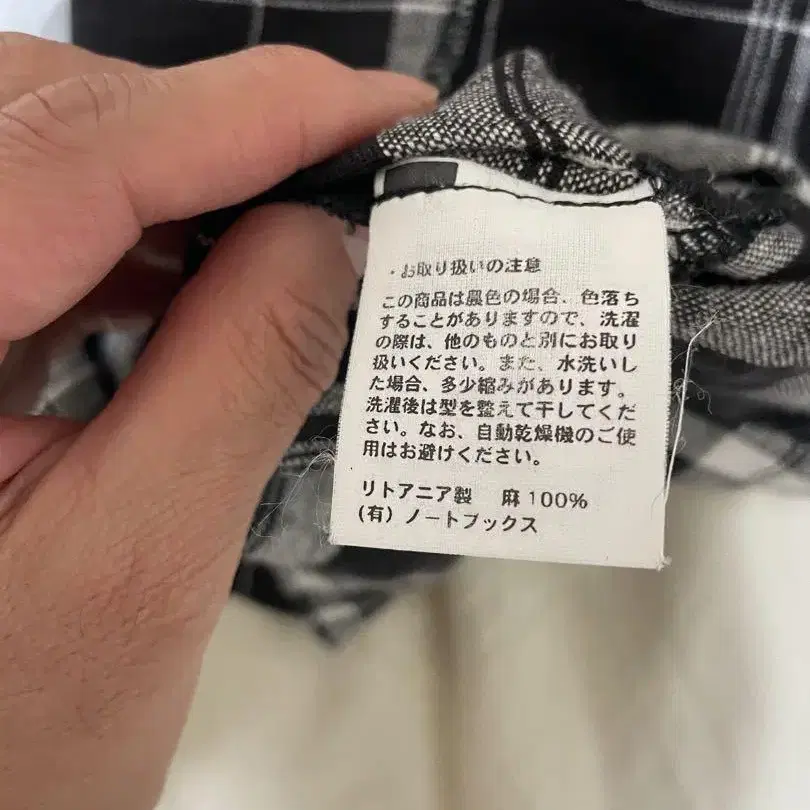 ・お取り扱いの注意
この商品は濃色の場合、色落ち
することがありますので、洗濯
の際は、他のものと別にお取り
扱いください。また、水洗いし
た場合、多少縮みがあります。
洗濯後は型を整えて干してくだ
さい。なお、自動乾燥機のご使
用はお避けください。
リトアニア製 麻100%
(有) ノートブックス